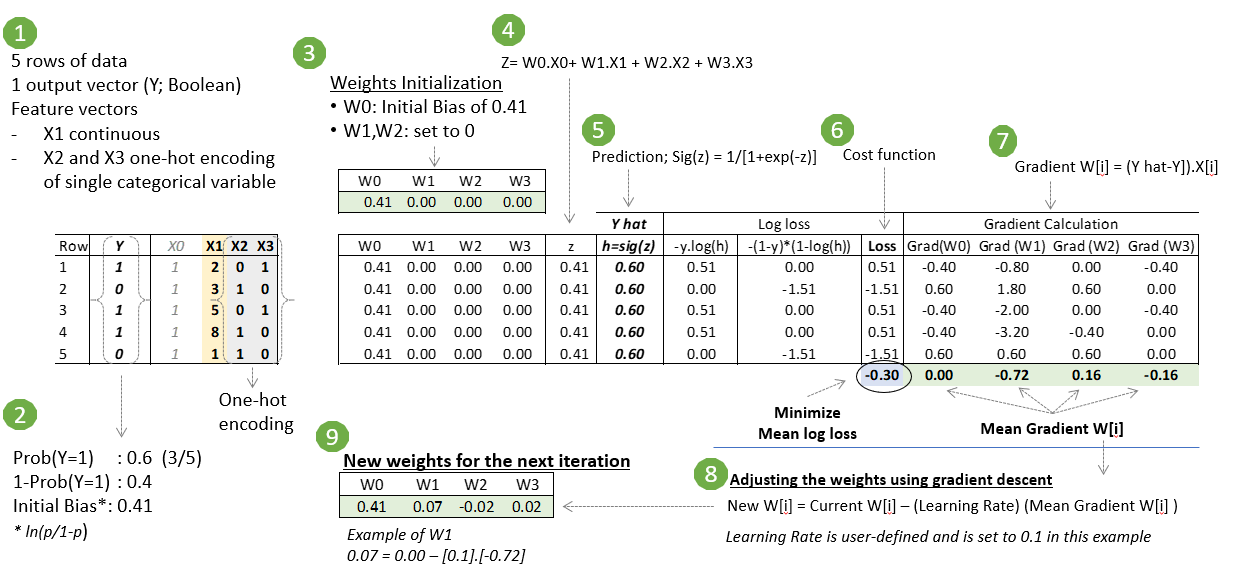 1
5 rows of data
1 output vector (Y; Boolean)
Feature vectors
- X1 continuous
- X2 and X3 one-hot encoding
of single categorical variable
3
Weights Initialization
• W0: Initial Bias of 0.41
• W1,W2: set to 0
W0 W1 W2 W3
0.41 0.00 0.00 0.00
4
Z= W0.X0+ W1.X1 + W2.X2 + W3.X3
5
Prediction; Sig(z) = 1/[1+exp(-z)]
6
Cost function
7
Gradient W[i] = (Y hat-Y]).X[i]
Y hat Log loss Gradient Calculation
Row Y X0 X1 X2 X3 W0 W1 W2 W3 z h=sig(z) -y.log(h) -(1-y)*(1-log(h)) Loss Grad(W0) Grad (W1) Grad (W2) Grad (W3)
1 1 1 2 0 1 0.41 0.00 0.00 0.00 0.41 0.60 0.51 0.00 0.51 -0.40 -0.80 0.00 -0.40
2 0 1 3 1 0 0.41 0.00 0.00 0.00 0.41 0.60 0.00 -1.51 -1.51 0.60 1.80 0.60 0.00
3 1 1 5 0 1 0.41 0.00 0.00 0.00 0.41 0.60 0.51 0.00 0.51 -0.40 -2.00 0.00 -0.40
4 1 1 8 1 0 0.41 0.00 0.00 0.00 0.41 0.60 0.51 0.00 0.51 -0.40 -3.20 -0.40 0.00
5 0 1 1 1 0 0.41 0.00 0.00 0.00 0.41 0.60 0.00 -1.51 -1.51 0.60 0.60 0.60 0.00
-0.30 0.00 -0.72 0.16 -0.16
One-hot
encoding
Minimize
Mean log loss
Mean Gradient W[i]
2
Prob(Y=1) : 0.6 (3/5)
1-Prob(Y=1) : 0.4
Initial Bias*: 0.41
* ln(p/1-p)
8
Adjusting the weights using gradient descent
New W[i] = Current W[i] – (Learning Rate) (Mean Gradient W[i] )
Learning Rate is user-defined and is set to 0.1 in this example
9
New weights for the next iteration
W0 W1 W2 W3
0.41 0.07 -0.02 0.02
Example of W1
0.07 = 0.00 – [0.1].[-0.72]